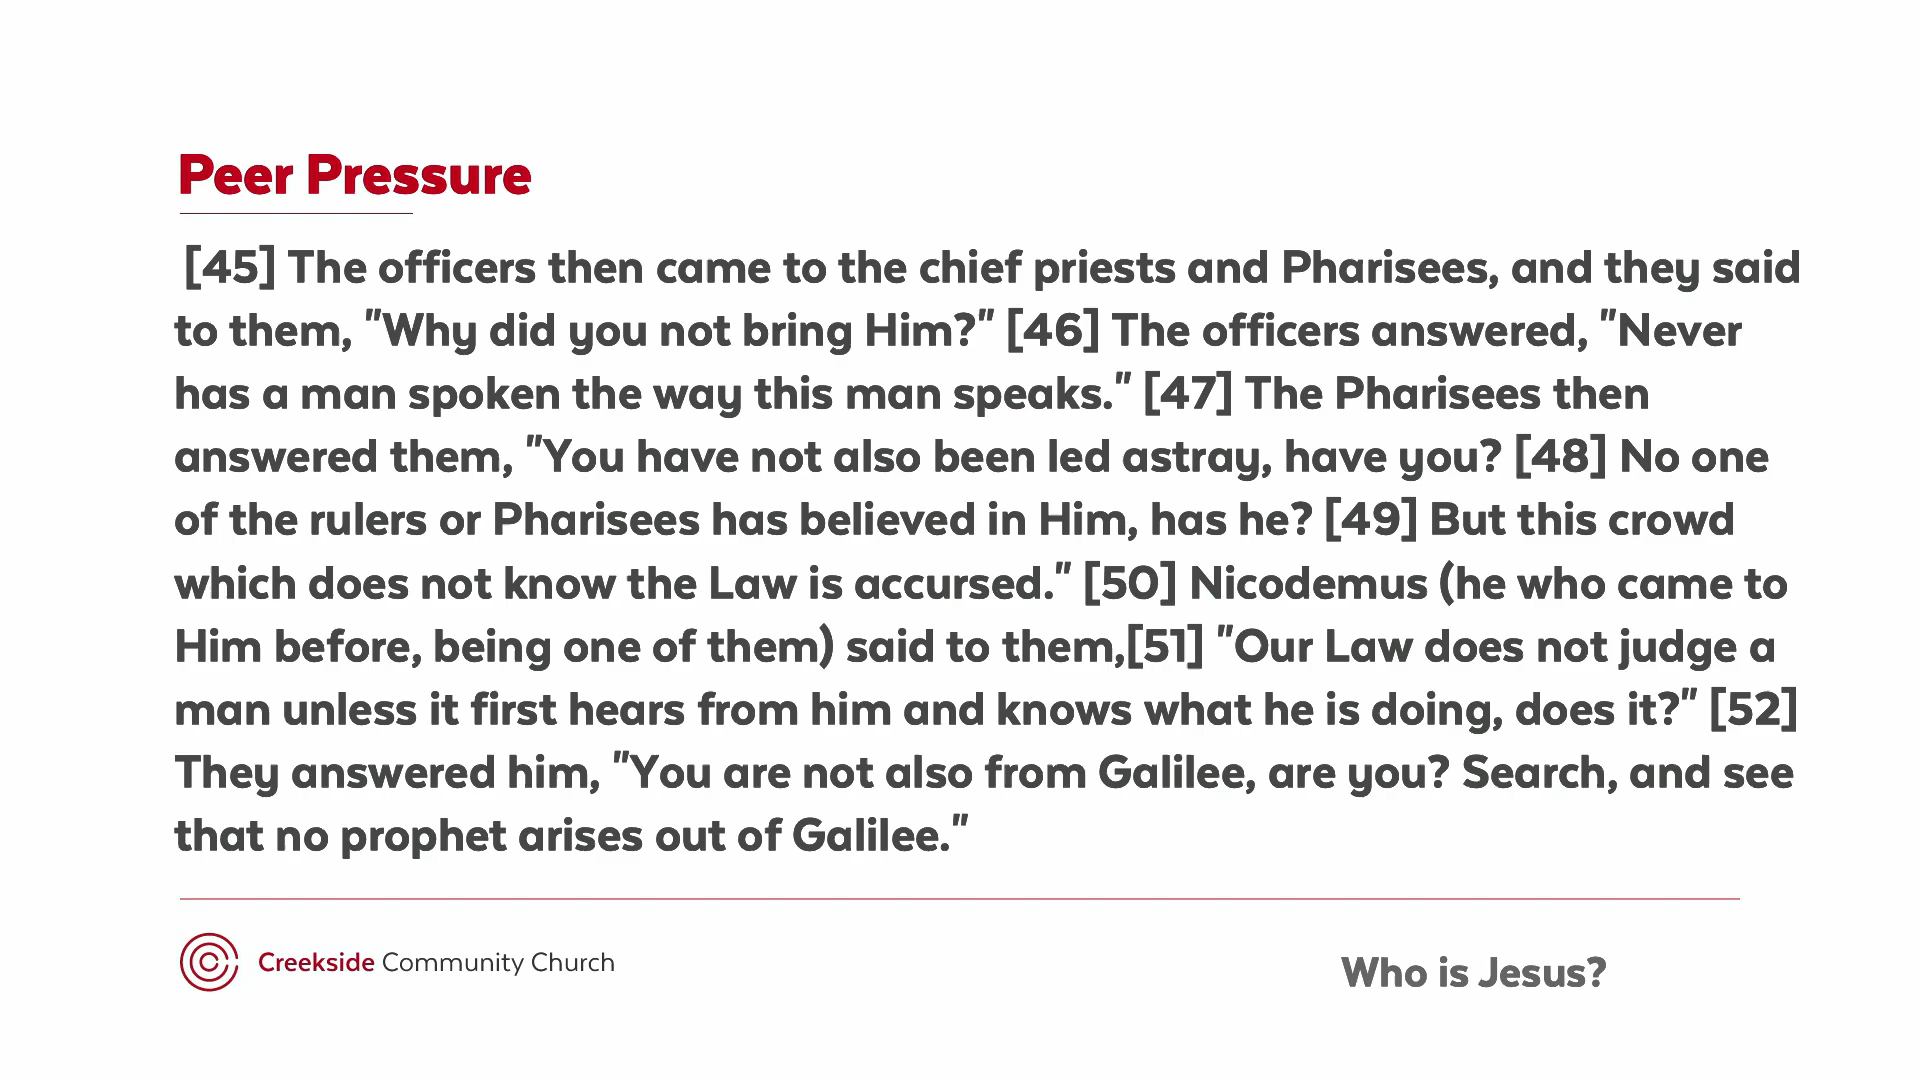 Peer Pressure
[45] The officers then came to the chief priests and Pharisees, and they said
to them, "Why did you not bring Him?" [46] The officers answered, "Never
has a man spoken the way this man speaks." [47] The Pharisees then
answered them, "You have not also been led astray, have you? [48] No one
of the rulers or Pharisees has believed in Him, has he? [49] But this crowd
which does not know the Law is accursed." [50] Nicodemus (he who came to
Him before, being one of them) said to them,[51] "Our Law does not judge a
man unless it first hears from him and knows what he is doing, does it?" [52]
They answered him, "You are not also from Galilee, are you? Search, and see
that no prophet arises out of Galilee."
Creekside Community Church
Who is Jesus?